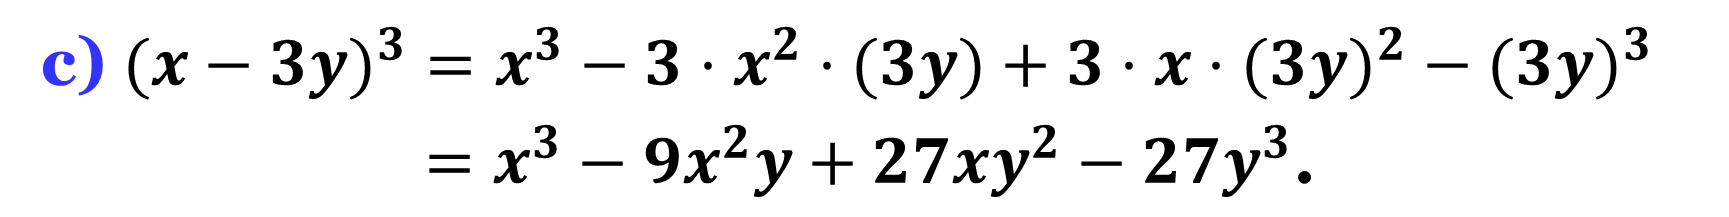 c) (x − 3y)³ = x³ − 3 · x² · (3y) + 3 · x · (3y)² − (3y)³
= x³ − 9x²y + 27xy² − 27y³.